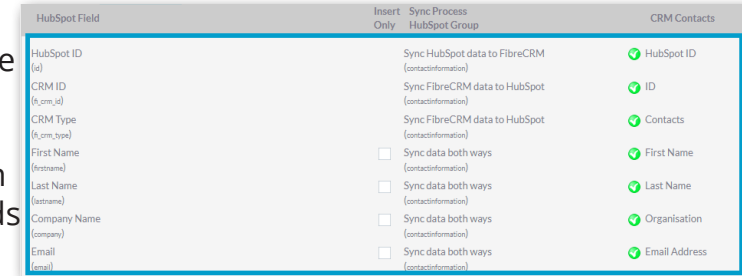 HubSpot Field Insert Only Sync Process HubSpot Group CRM Contacts
HubSpot ID Sync HubSpot data to FibreCRM HubSpot ID
(id) (contactinformation)
CRM ID Sync FibreCRM data to HubSpot ID
(fi_crm_id) (contactinformation)
CRM Type Sync FibreCRM data to HubSpot Contacts
(fi_crm_type) (contactinformation)
First Name Sync data both ways First Name
(firstname) (contactinformation)
Last Name Sync data both ways Last Name
(lastname) (contactinformation)
Company Name Sync data both ways Organisation
(company) (contactinformation)
Email Sync data both ways Email Address
(email) (contactinformation)